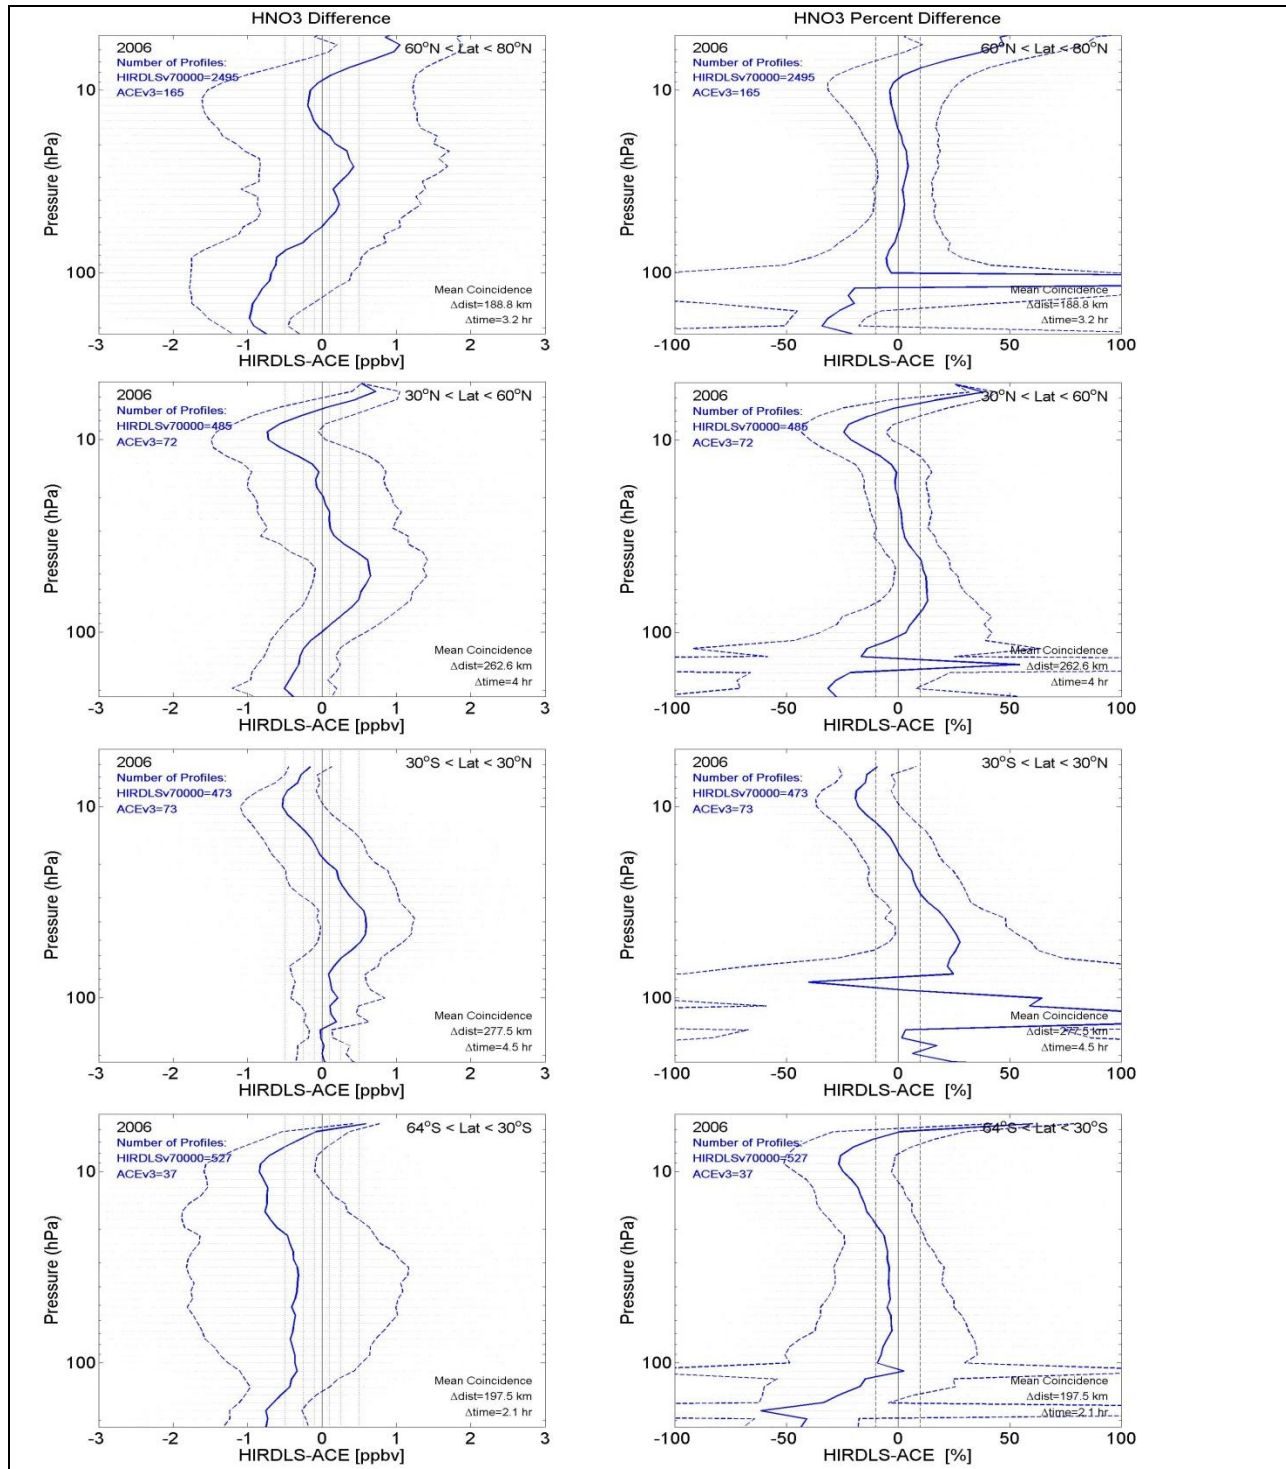 HNO3 Difference
2006
60°N < Lat < 80°N
Number of Profiles:
HIRDLSv70000=2495
ACEv3=165
10
100
Pressure (hPa)
Mean Coincidence
Δdist=188.8 km
Δtime=3.2 hr
-3 -2 -1 0 1 2 3
HIRDLS-ACE [ppbv]
HNO3 Percent Difference
2006
60°N < Lat < 80°N
Number of Profiles:
HIRDLSv70000=2495
ACEv3=165
10
100
Pressure (hPa)
Mean Coincidence
Δdist=188.8 km
Δtime=3.2 hr
-100 -50 0 50 100
HIRDLS-ACE [%]
2006
30°N < Lat < 60°N
Number of Profiles:
HIRDLSv70000=485
ACEv3=72
10
100
Pressure (hPa)
Mean Coincidence
Δdist=262.6 km
Δtime=4 hr
-3 -2 -1 0 1 2 3
HIRDLS-ACE [ppbv]
2006
30°N < Lat < 60°N
Number of Profiles:
HIRDLSv70000=485
ACEv3=72
10
100
Pressure (hPa)
Mean Coincidence
Δdist=262.6 km
Δtime=4 hr
-100 -50 0 50 100
HIRDLS-ACE [%]
2006
30°S < Lat < 30°N
Number of Profiles:
HIRDLSv70000=473
ACEv3=73
10
100
Pressure (hPa)
Mean Coincidence
Δdist=277.5 km
Δtime=4.5 hr
-3 -2 -1 0 1 2 3
HIRDLS-ACE [ppbv]
2006
30°S < Lat < 30°N
Number of Profiles:
HIRDLSv70000=473
ACEv3=73
10
100
Pressure (hPa)
Mean Coincidence
Δdist=277.5 km
Δtime=4.5 hr
-100 -50 0 50 100
HIRDLS-ACE [%]
2006
64°S < Lat < 30°S
Number of Profiles:
HIRDLSv70000=527
ACEv3=37
10
100
Pressure (hPa)
Mean Coincidence
Δdist=197.5 km
Δtime=2.1 hr
-3 -2 -1 0 1 2 3
HIRDLS-ACE [ppbv]
2006
64°S < Lat < 30°S
Number of Profiles:
HIRDLSv70000=527
ACEv3=37
10
100
Pressure (hPa)
Mean Coincidence
Δdist=197.5 km
Δtime=2.1 hr
-100 -50 0 50 100
HIRDLS-ACE [%]